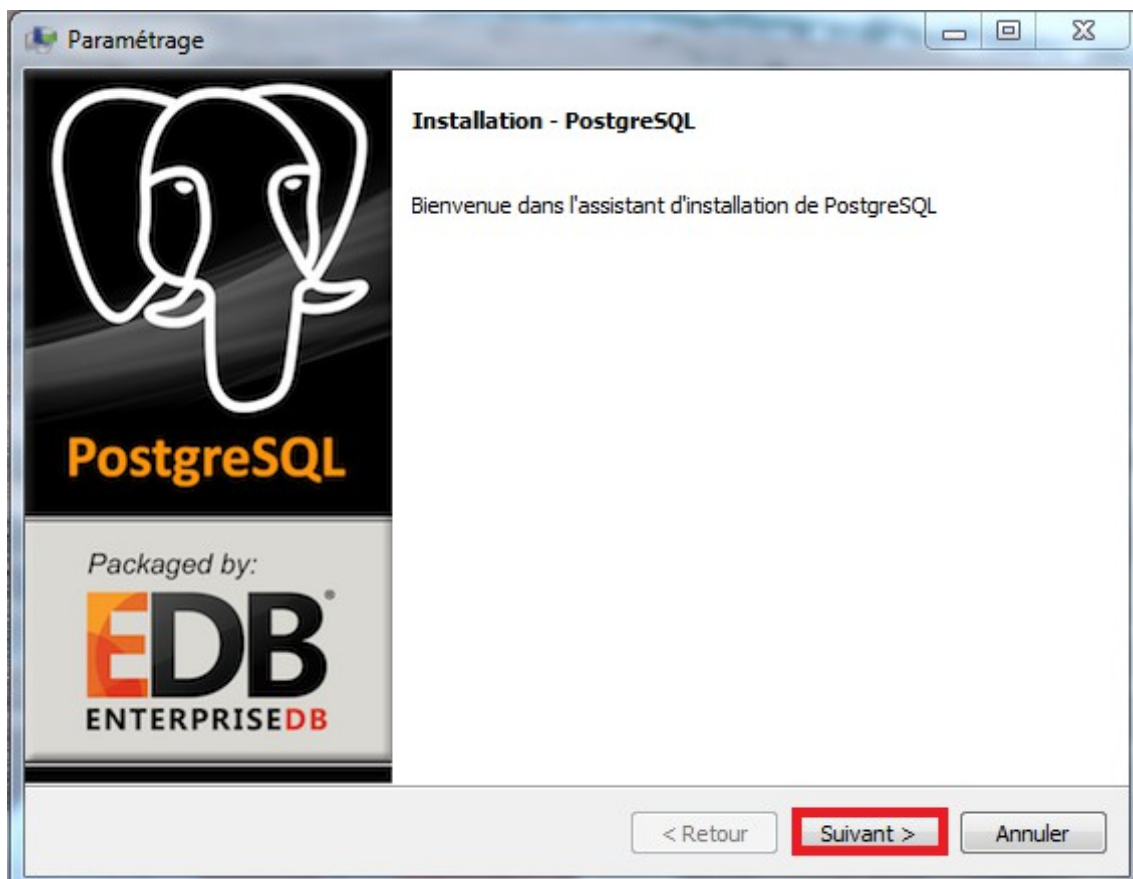 Paramétrage
Installation - PostgreSQL
Bienvenue dans l'assistant d'installation de PostgreSQL
PostgreSQL
Packaged by:
EDB®
ENTERPRISEDB
< Retour
Suivant >
Annuler